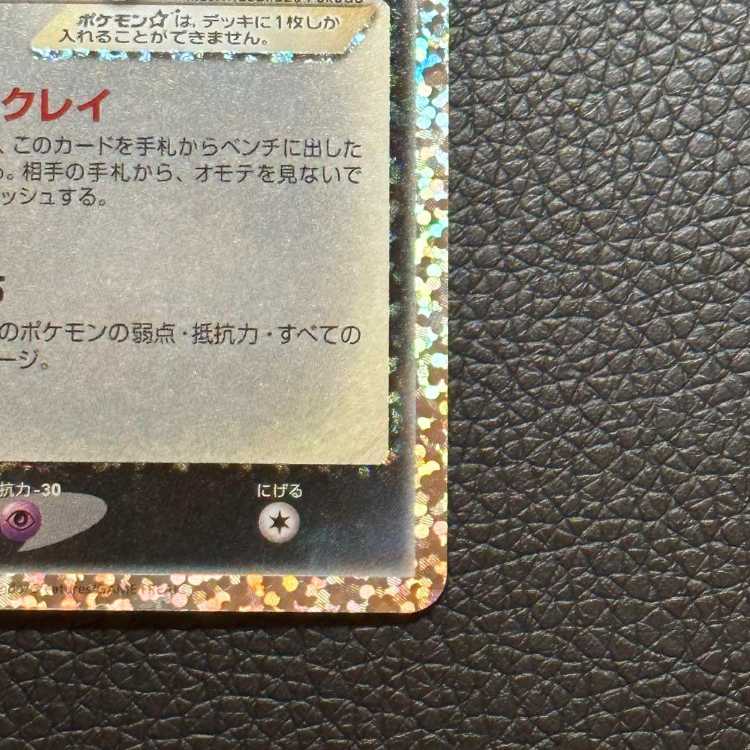 ポケモン☆は、デッキに1枚しか
入れることができません。
クレイ
、このカードを手札からベンチに出した
。相手の手札から、オモテを見ないで
ッシュする。
のポケモンの弱点・抵抗力・すべての
ージ。
抗力 -30
にげる
GAME FREAK